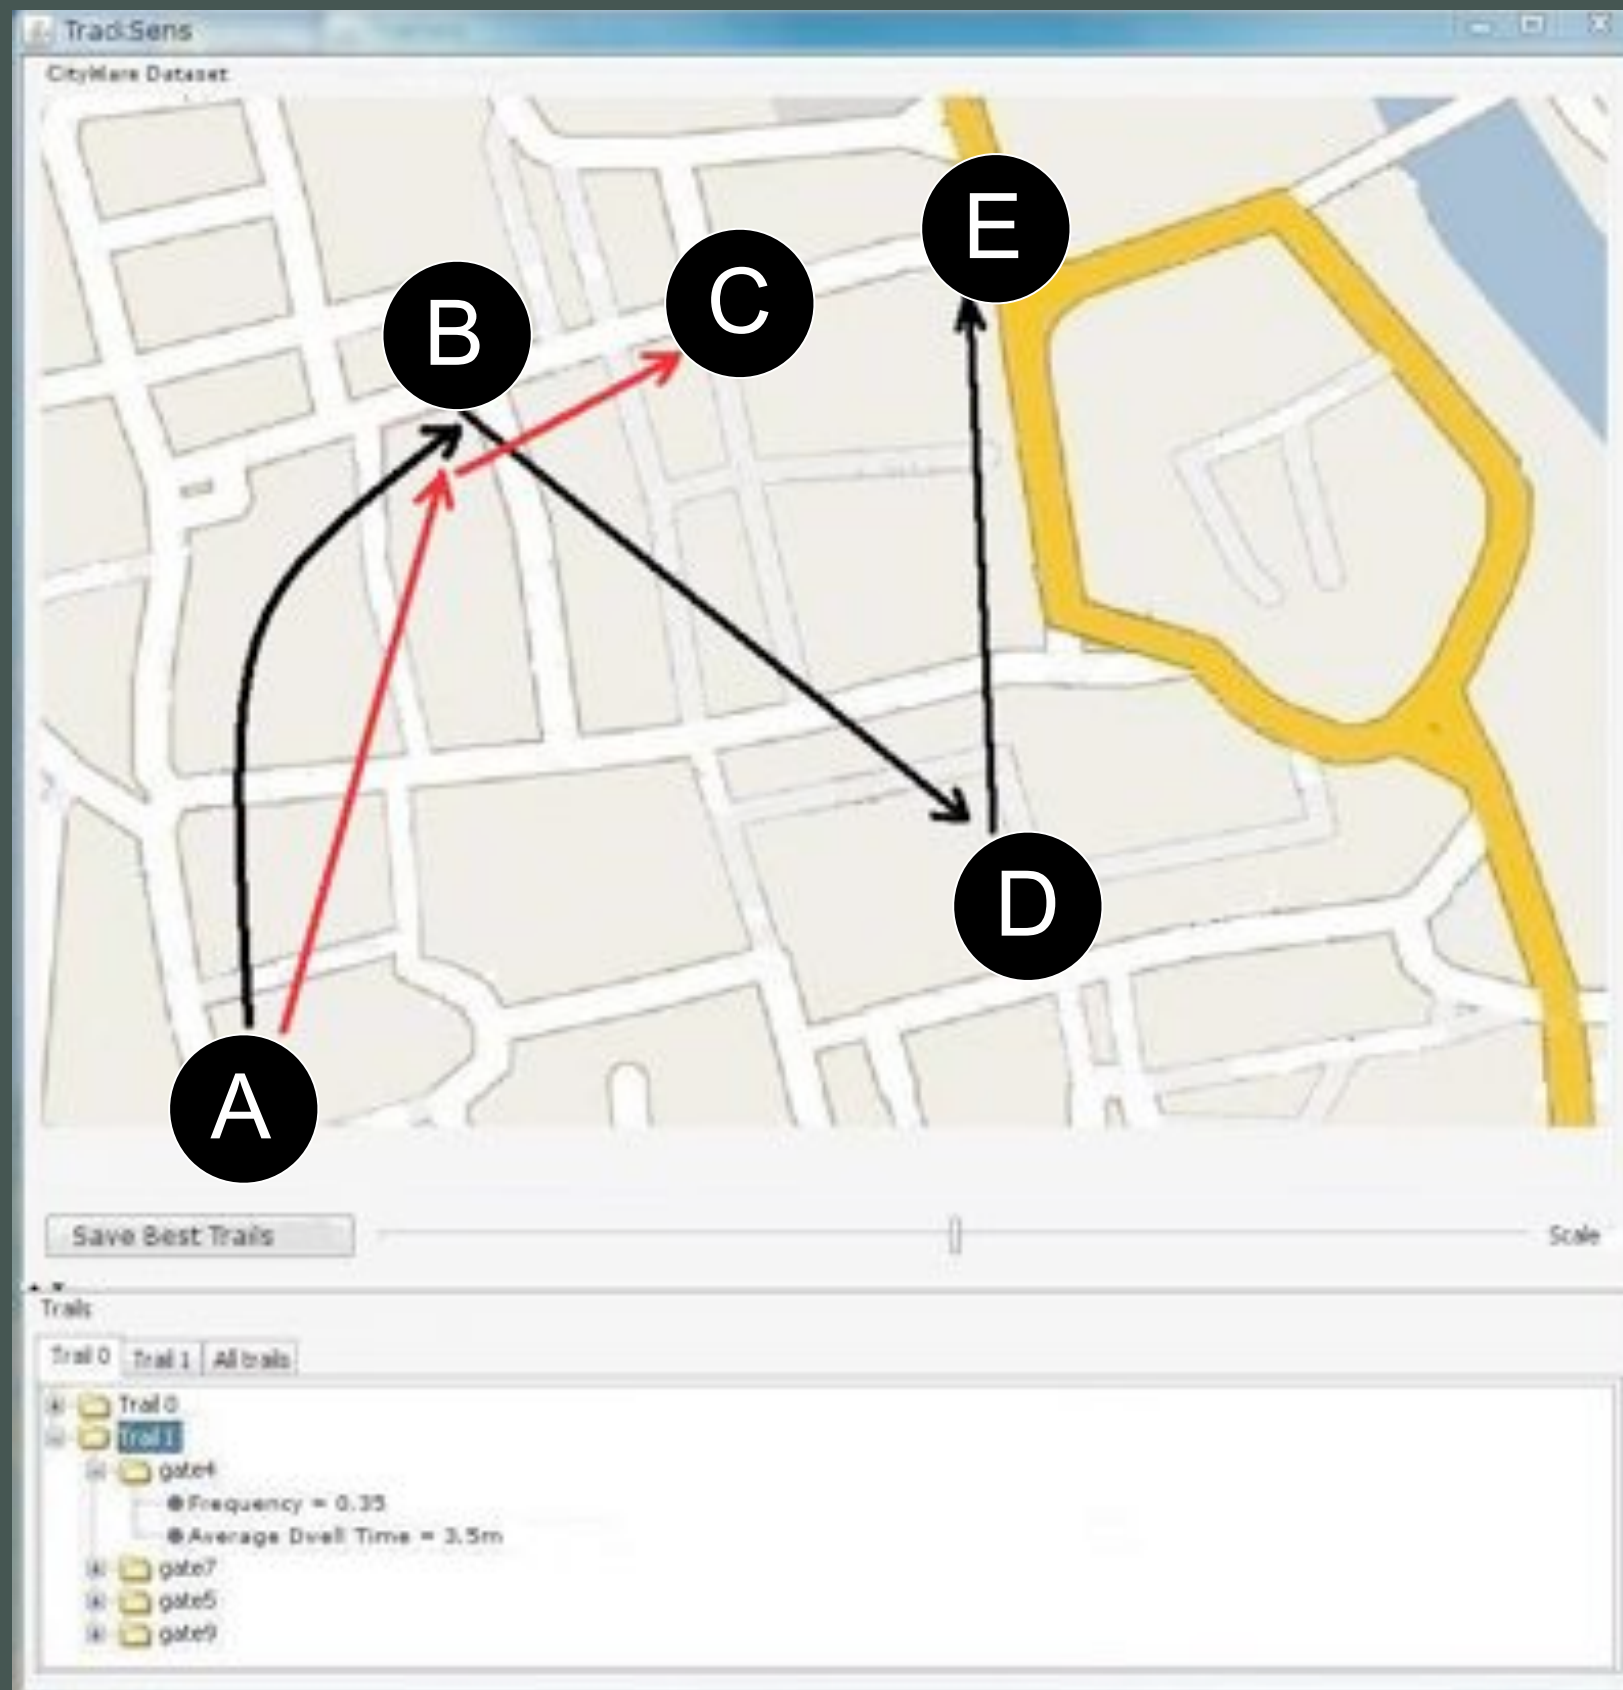 TrackSens
CityWare Dataset
E
C
B
D
A
Save Best Trails
Scale
Trails
Trail 0
Trail 1
All trails
Trail 0
Trail 1
gate4
Frequency = 0.35
Average Dwell Time = 3.5m
gate7
gate5
gate9